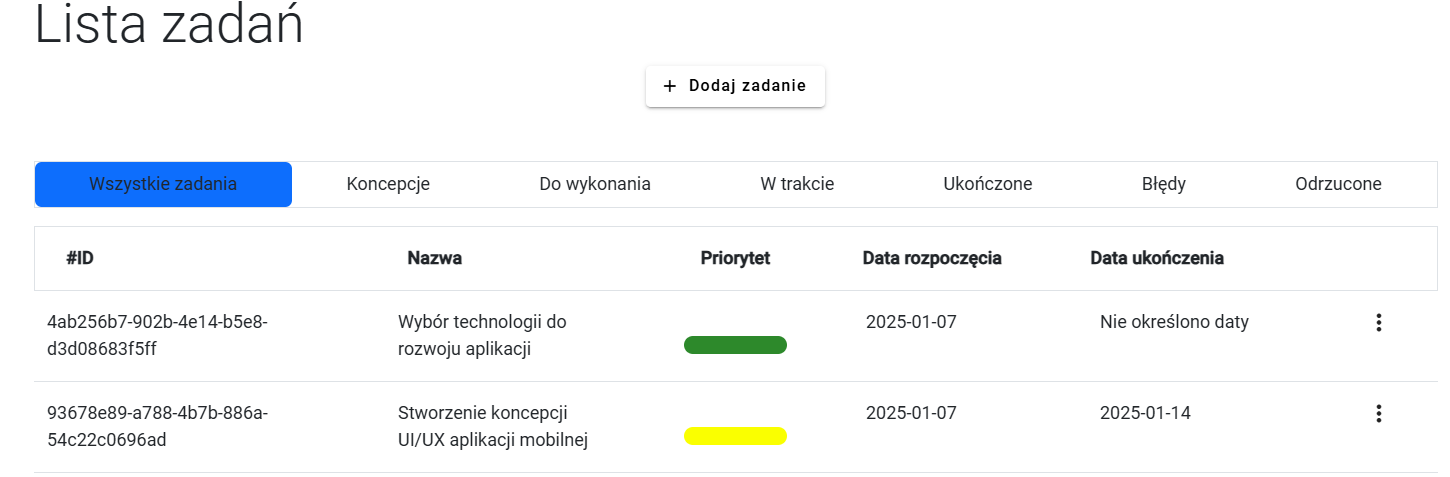 Lista zadań
+ Dodaj zadanie
Wszystkie zadania Koncepcje Do wykonania W trakcie Ukończone Błędy Odrzucone
#ID Nazwa Priorytet Data rozpoczęcia Data ukończenia
4ab256b7-902b-4e14-b5e8- Wybór technologii do 2025-01-07 Nie określono daty
d3d08683f5ff rozwoju aplikacji
93678e89-a788-4b7b-886a- Stworzenie koncepcji 2025-01-07 2025-01-14
54c22c0696ad UI/UX aplikacji mobilnej